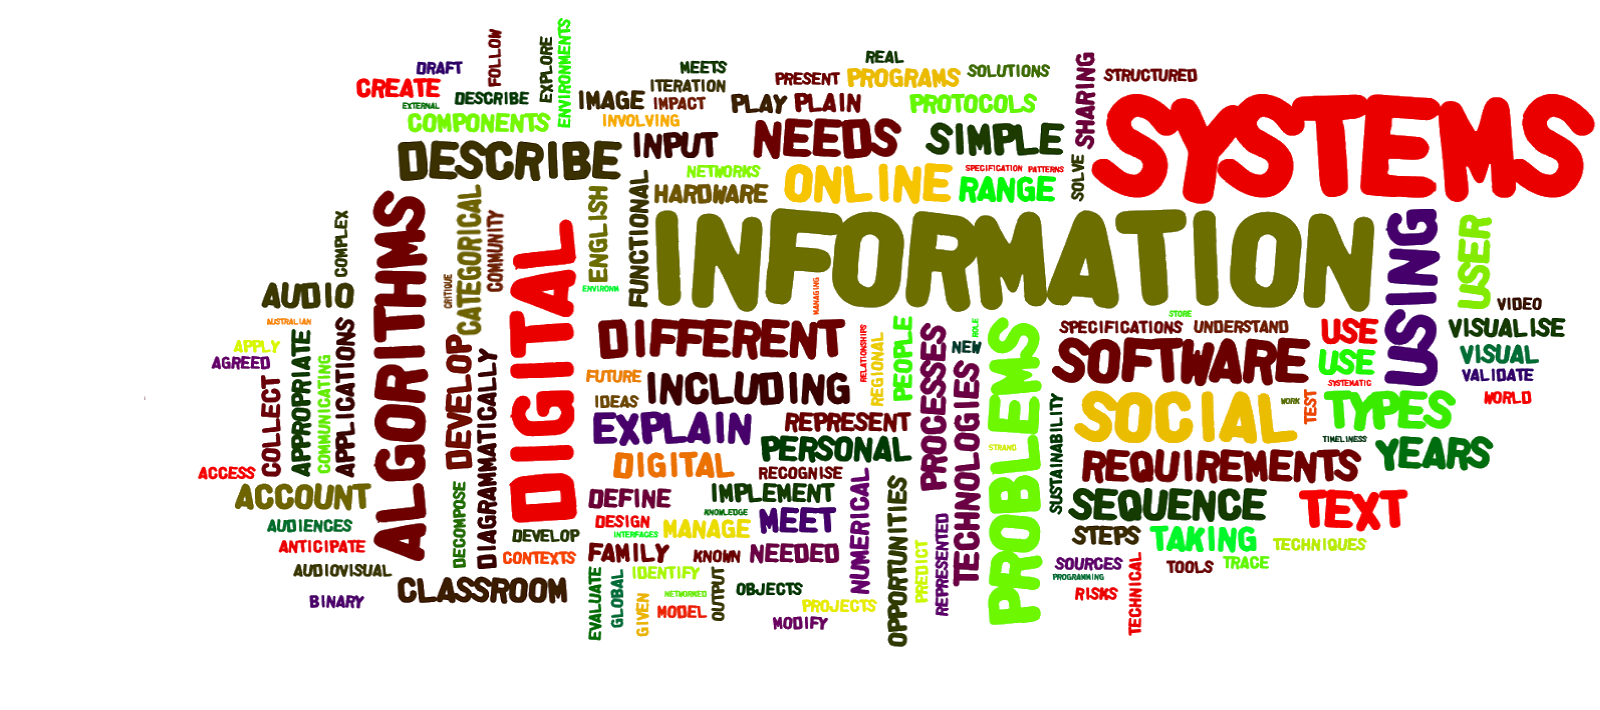 DRAFT
FOLLOW
EXPLORE
ENVIRONMENTS
CREATE
EXTERNAL
DESCRIBE
COMPONENTS
IMAGE
MEETS
ITERATION
IMPACT
INVOLVING
PRESENT
REAL
PROGRAMS
SOLUTIONS
PLAY
PLAIN
PROTOCOLS
SHARING
STRUCTURED
SYSTEMS
DESCRIBE
INPUT
NEEDS
SIMPLE
NETWORKS
HARDWARE
ONLINE
SPECIFICATION
PATTERNS
RANGE
SOLVE
ALGORITHMS
CATEGORICAL
COMMUNITY
CRITIQUE
ENGLISH
FUNCTIONAL
ENVIRONM
INFORMATION
USING
USER
VIDEO
COMPLEX
AUDIO
AUSTRALIAN
APPLY
AGREED
APPROPRIATE
COMMUNICATING
APPLICATIONS
COLLECT
ACCESS
ACCOUNT
AUDIENCES
ANTICIPATE
AUDIOVISUAL
BINARY
DEVELOP
DIAGRAMMATICALLY
DECOMPOSE
DIGITAL
DEVELOP
CONTEXTS
CLASSROOM
MANAGING
DIFFERENT
RELATIONSHIPS
REGIONAL
PEOPLE
PROCESSES
ROLE
NEW
STORE
SPECIFICATIONS
UNDERSTAND
USE
VISUALISE
FUTURE
IDEAS
INCLUDING
TECHNOLOGIES
PROBLEMS
STRAND
SOFTWARE
USE
VISUAL
SYSTEMATIC
VALIDATE
WORLD
EXPLAIN
REPRESENT
PERSONAL
SUSTAINABILITY
SOCIAL
WORK
TEST
TYPES
TIMELINESS
YEARS
DIGITAL
RECOGNISE
REQUIREMENTS
DEFINE
IMPLEMENT
KNOWLEDGE
NUMERICAL
OPPORTUNITIES
SEQUENCE
TEXT
DESIGN
INTERFACES
MANAGE
MEET
PREDICT
REPRESENTED
STEPS
TAKING
TECHNIQUES
FAMILY
KNOWN
NEEDED
SOURCES
PROGRAMMING
TECHNICAL
TOOLS
TRACE
RISKS
EVALUATE
GLOBAL
IDENTIFY
GIVEN
NETWORKED
MODEL
OUTPUT
OBJECTS
PROJECTS
MODIFY